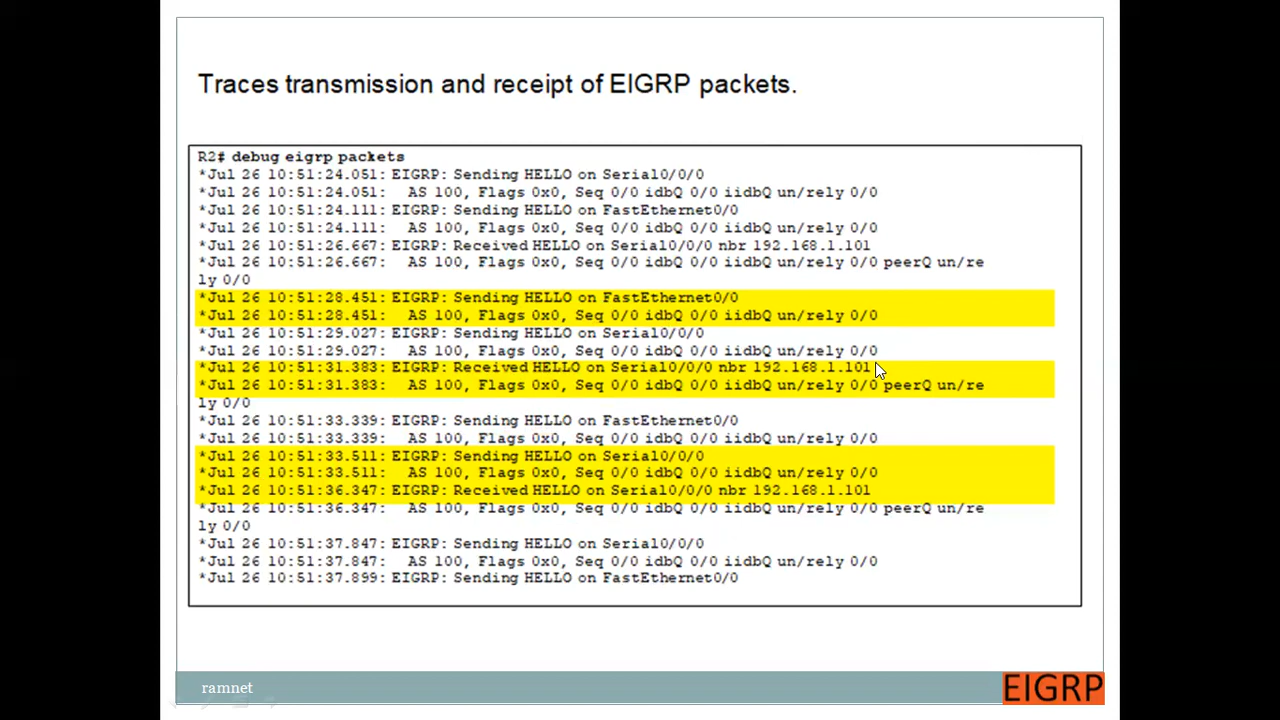 Traces transmission and receipt of EIGRP packets.
R2# debug eigrp packets
*Jul 26 10:51:24.051: EIGRP: Sending HELLO on Serial0/0/0
*Jul 26 10:51:24.051:   AS 100, Flags 0x0, Seq 0/0 idbQ 0/0 iidbQ un/rely 0/0
*Jul 26 10:51:24.111: EIGRP: Sending HELLO on FastEthernet0/0
*Jul 26 10:51:24.111:   AS 100, Flags 0x0, Seq 0/0 idbQ 0/0 iidbQ un/rely 0/0
*Jul 26 10:51:26.667: EIGRP: Received HELLO on Serial0/0/0 nbr 192.168.1.101
*Jul 26 10:51:26.667:   AS 100, Flags 0x0, Seq 0/0 idbQ 0/0 iidbQ un/rely 0/0 peerQ un/re
ly 0/0
*Jul 26 10:51:28.451: EIGRP: Sending HELLO on FastEthernet0/0
*Jul 26 10:51:28.451:   AS 100, Flags 0x0, Seq 0/0 idbQ 0/0 iidbQ un/rely 0/0
*Jul 26 10:51:29.027: EIGRP: Sending HELLO on Serial0/0/0
*Jul 26 10:51:29.027:   AS 100, Flags 0x0, Seq 0/0 idbQ 0/0 iidbQ un/rely 0/0
*Jul 26 10:51:31.383: EIGRP: Received HELLO on Serial0/0/0 nbr 192.168.1.101
*Jul 26 10:51:31.383:   AS 100, Flags 0x0, Seq 0/0 idbQ 0/0 iidbQ un/rely 0/0 peerQ un/re
ly 0/0
*Jul 26 10:51:33.339: EIGRP: Sending HELLO on FastEthernet0/0
*Jul 26 10:51:33.339:   AS 100, Flags 0x0, Seq 0/0 idbQ 0/0 iidbQ un/rely 0/0
*Jul 26 10:51:33.511: EIGRP: Sending HELLO on Serial0/0/0
*Jul 26 10:51:33.511:   AS 100, Flags 0x0, Seq 0/0 idbQ 0/0 iidbQ un/rely 0/0
*Jul 26 10:51:36.347: EIGRP: Received HELLO on Serial0/0/0 nbr 192.168.1.101
*Jul 26 10:51:36.347:   AS 100, Flags 0x0, Seq 0/0 idbQ 0/0 iidbQ un/rely 0/0 peerQ un/re
ly 0/0
*Jul 26 10:51:37.847: EIGRP: Sending HELLO on Serial0/0/0
*Jul 26 10:51:37.847:   AS 100, Flags 0x0, Seq 0/0 idbQ 0/0 iidbQ un/rely 0/0
*Jul 26 10:51:37.899: EIGRP: Sending HELLO on FastEthernet0/0
ramnet
EIGRP